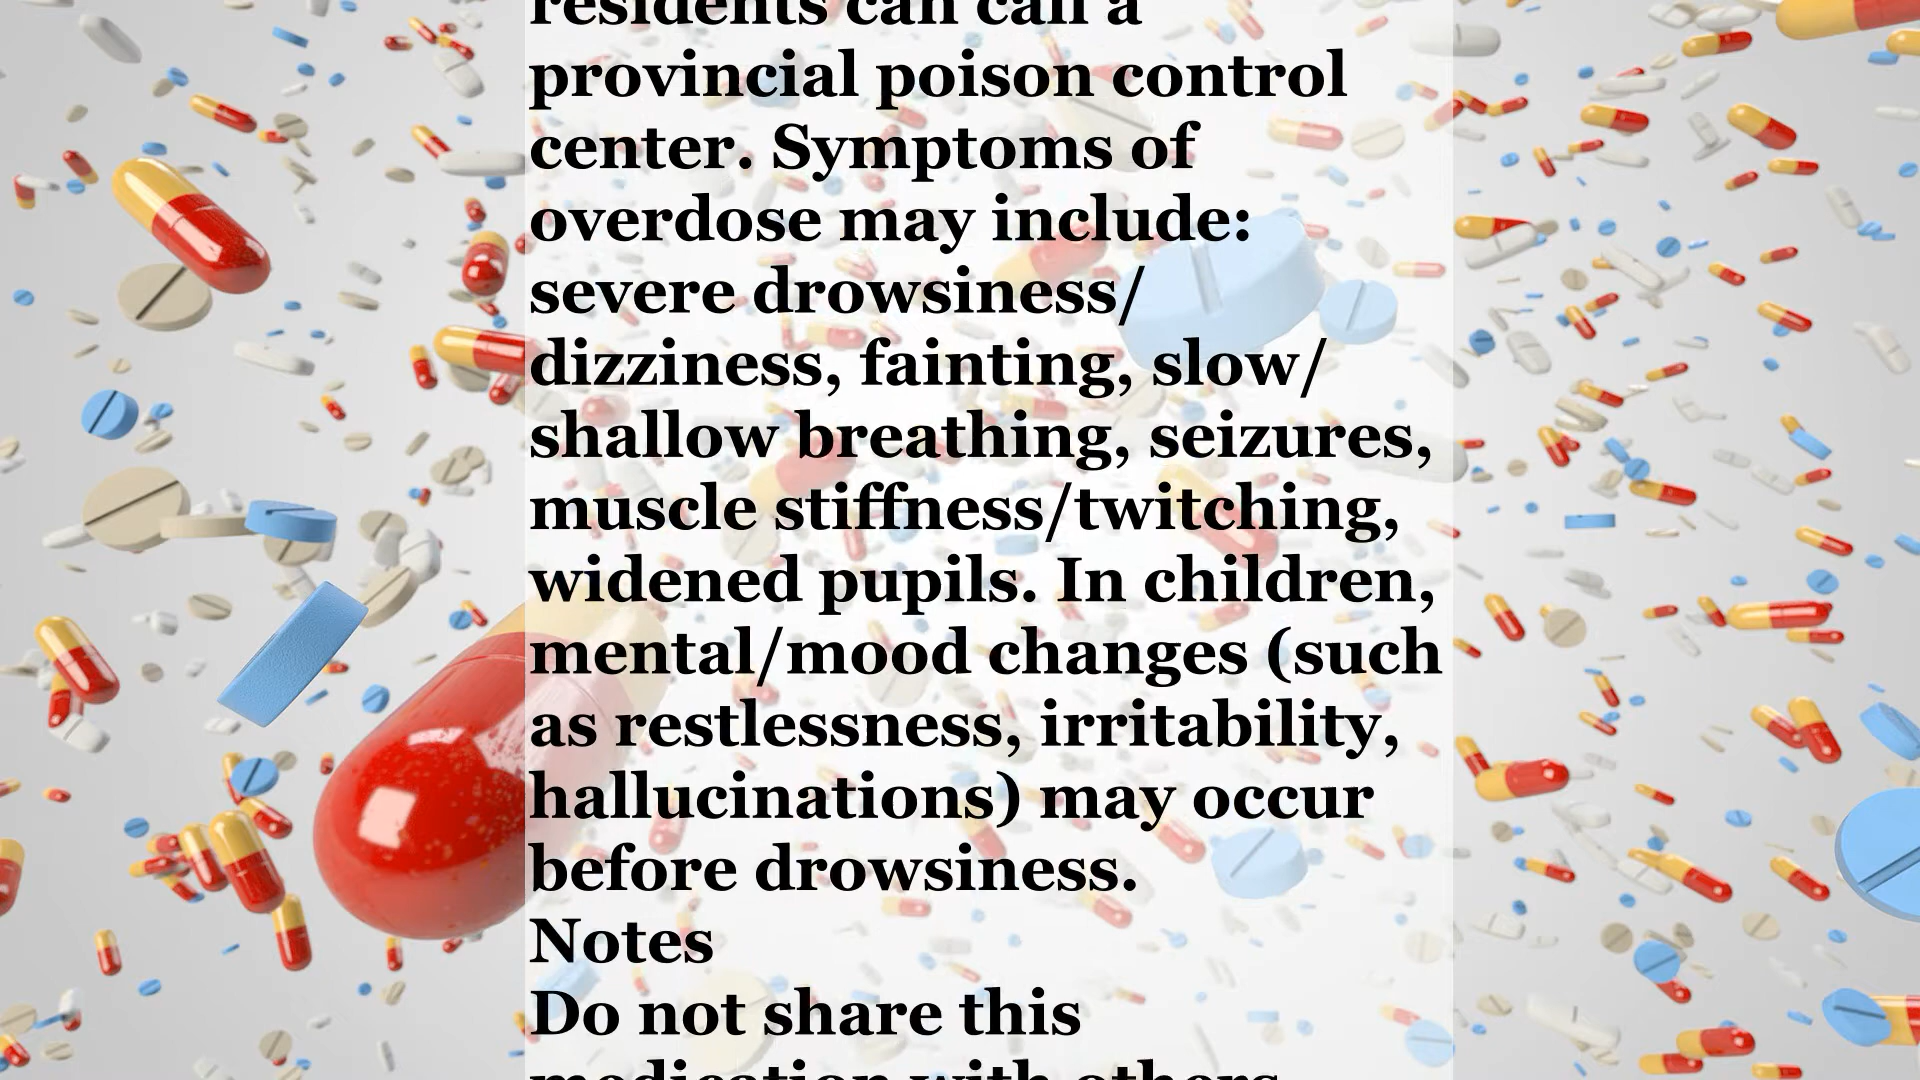 residents can call a
provincial poison control
center. Symptoms of
overdose may include:
severe drowsiness/
dizziness, fainting, slow/
shallow breathing, seizures,
muscle stiffness/twitching,
widened pupils. In children,
mental/mood changes (such
as restlessness, irritability,
hallucinations) may occur
before drowsiness.
Notes
Do not share this
medication with others